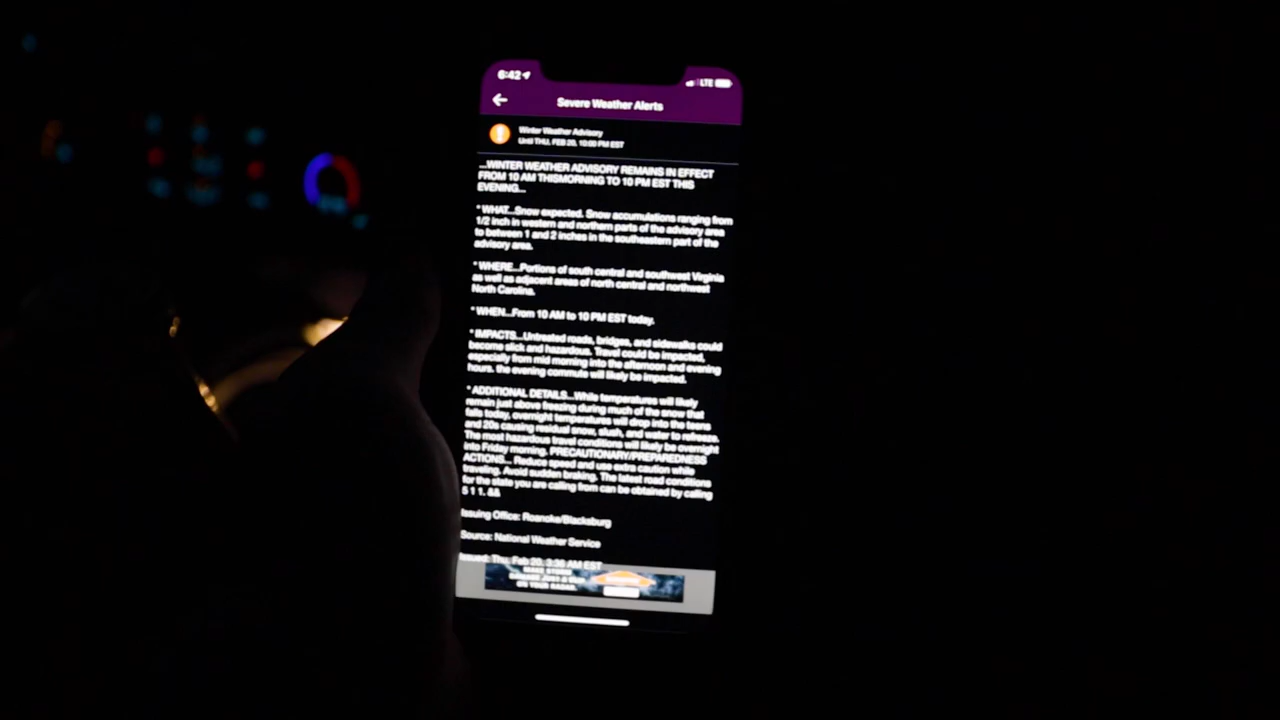 6:42
LTE
Severe Weather Alerts
Winter Weather Advisory
Until THU, FEB 20, 10:00 PM EST
...WINTER WEATHER ADVISORY REMAINS IN EFFECT
FROM 10 AM THISMORNING TO 10 PM EST THIS
EVENING...
* WHAT...Snow expected. Snow accumulations ranging from
1/2 inch in western and northern parts of the advisory area
to between 1 and 2 inches in the southeastern part of the
advisory area.
* WHERE...Portions of south central and southwest Virginia
as well as adjacent areas of north central and northwest
North Carolina.
* WHEN...From 10 AM to 10 PM EST today.
* IMPACTS...Untreated roads, bridges, and sidewalks could
become slick and hazardous. Travel could be impacted,
especially from mid morning into the afternoon and evening
hours. the evening commute will likely be impacted.
* ADDITIONAL DETAILS...While temperatures will likely
remain just above freezing during much of the snow that
falls today, overnight temperatures will drop into the teens
and 20s causing residual snow, slush, and water to refreeze.
The most hazardous travel conditions will likely be overnight
into Friday morning. PRECAUTIONARY/PREPAREDNESS
ACTIONS... Reduce speed and use extra caution while
traveling. Avoid sudden braking. The latest road conditions
for the state you are calling from can be obtained by calling
5 1 1. &&
Issuing Office: Roanoke/Blacksburg
Source: National Weather Service
Issued: Thu, Feb 20, 3:36 AM EST
ON YOUR RADAR